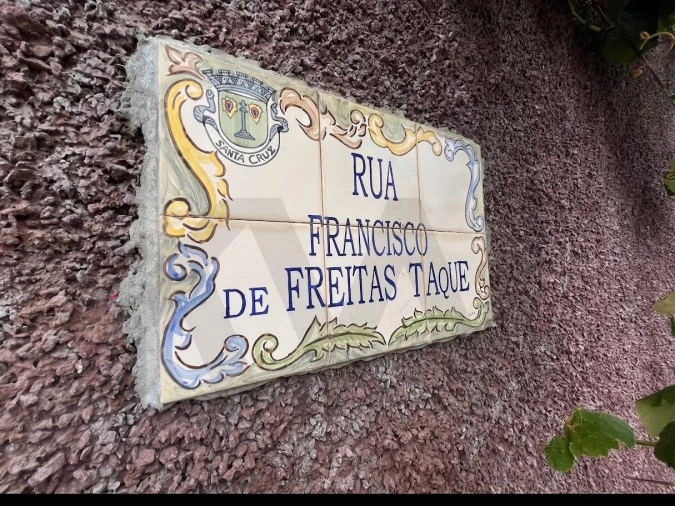 SANTA CRUZ
RUA
FRANCISCO
DE FREITAS TAQUE